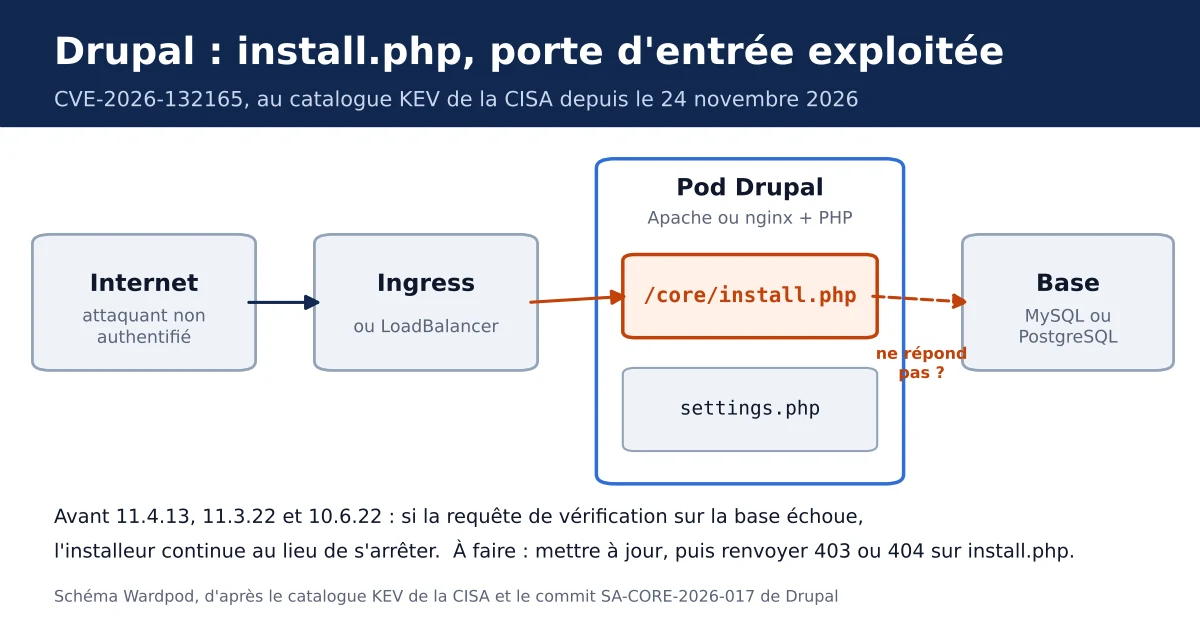 Drupal : install.php, porte d'entrée exploitée
CVE-2026-132165, au catalogue KEV de la CISA depuis le 24 novembre 2026
Internet
attaquant non
authentifié
Ingress
ou LoadBalancer
Pod Drupal
Apache ou nginx + PHP
/core/install.php
settings.php
ne répond
pas ?
Base
MySQL ou
PostgreSQL
Avant 11.4.13, 11.3.22 et 10.6.22 : si la requête de vérification sur la base échoue,
l'installeur continue au lieu de s'arrêter.  À faire : mettre à jour, puis renvoyer 403 ou 404 sur install.php.
Schéma Wardpod, d'après le catalogue KEV de la CISA et le commit SA-CORE-2026-017 de Drupal